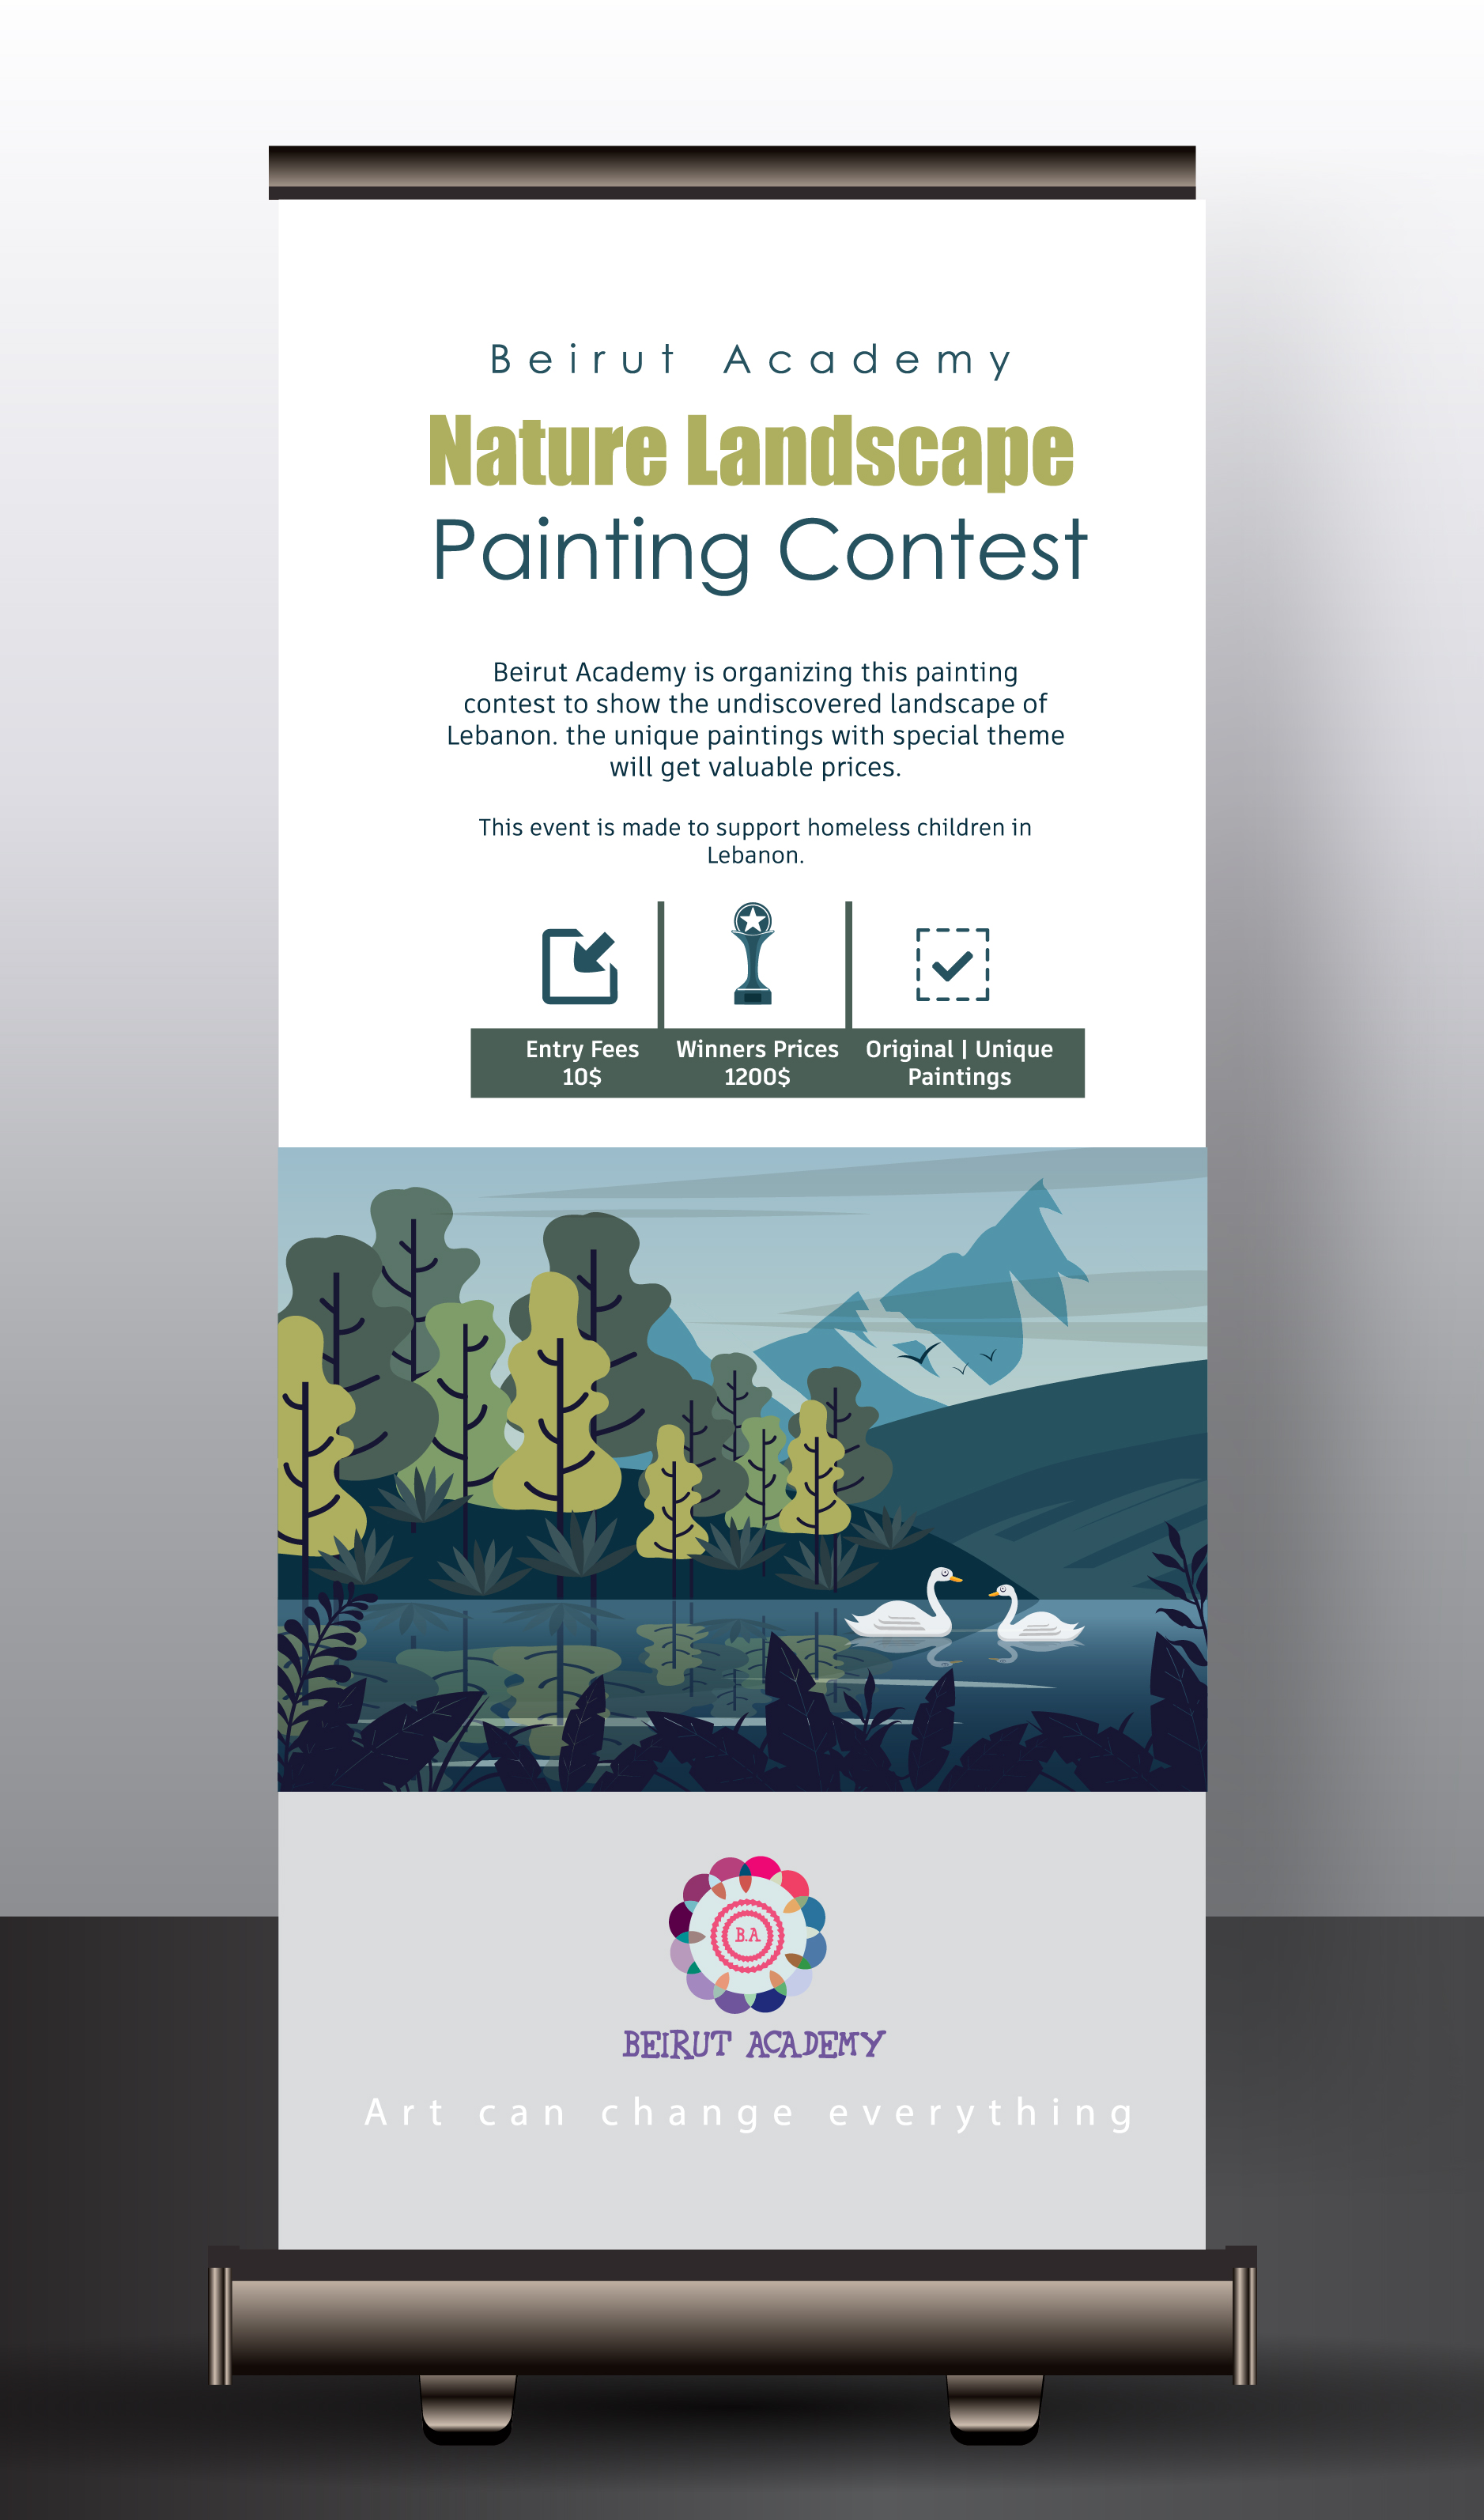 Beirut Academy
Nature Landscape
Painting Contest
Beirut Academy is organizing this painting
contest to show the undiscovered landscape of
Lebanon. the unique paintings with special theme
will get valuable prices.
This event is made to support homeless children in
Lebanon.
Entry Fees
10$
Winners Prices
1200$
Original | Unique
Paintings
B.A
BEIRUT ACADEMY
Art can change everything